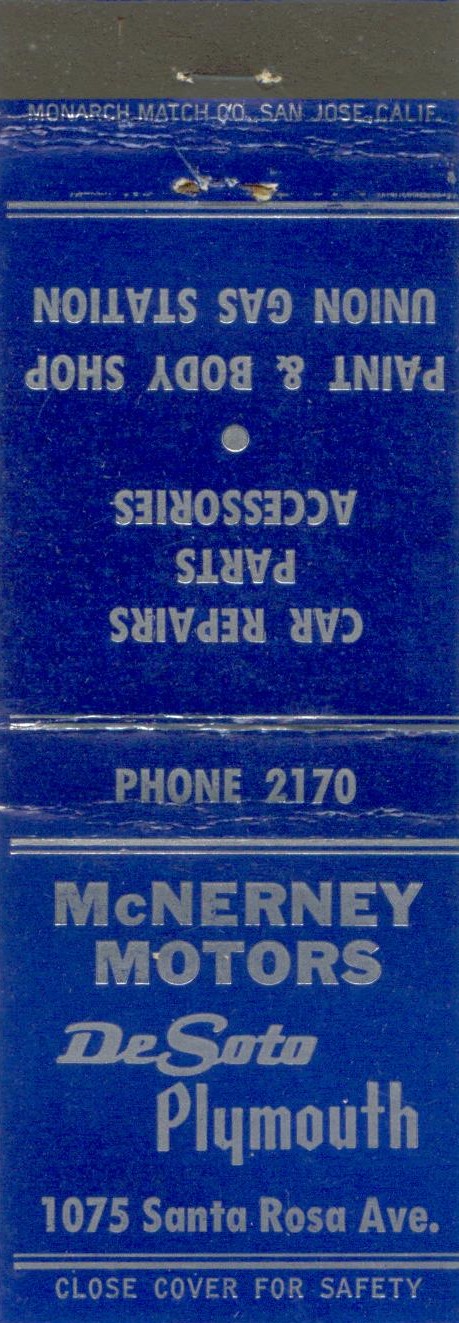 MONARCH MATCH CO., SAN JOSE, CALIF.
CAR REPAIRS
PARTS
ACCESSORIES
PAINT & BODY SHOP
UNION GAS STATION
PHONE 2170
McNERNEY
MOTORS
DeSoto
Plymouth
1075 Santa Rosa Ave.
CLOSE COVER FOR SAFETY